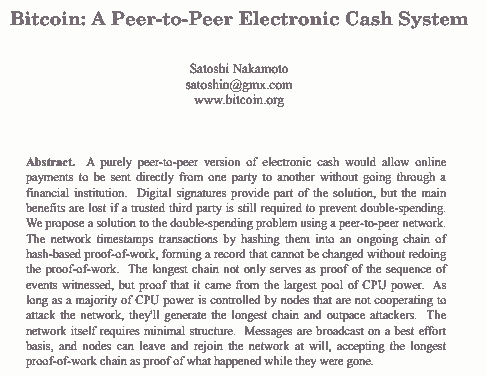 Bitcoin: A Peer-to-Peer Electronic Cash System
Satoshi Nakamoto
satoshin@gmx.com
www.bitcoin.org
Abstract. A purely peer-to-peer version of electronic cash would allow online
payments to be sent directly from one party to another without going through a
financial institution. Digital signatures provide part of the solution, but the main
benefits are lost if a trusted third party is still required to prevent double-spending.
We propose a solution to the double-spending problem using a peer-to-peer network.
The network timestamps transactions by hashing them into an ongoing chain of
hash-based proof-of-work, forming a record that cannot be changed without redoing
the proof-of-work. The longest chain not only serves as proof of the sequence of
events witnessed, but proof that it came from the largest pool of CPU power. As
long as a majority of CPU power is controlled by nodes that are not cooperating to
attack the network, they'll generate the longest chain and outpace attackers. The
network itself requires minimal structure. Messages are broadcast on a best effort
basis, and nodes can leave and rejoin the network at will, accepting the longest
proof-of-work chain as proof of what happened while they were gone.